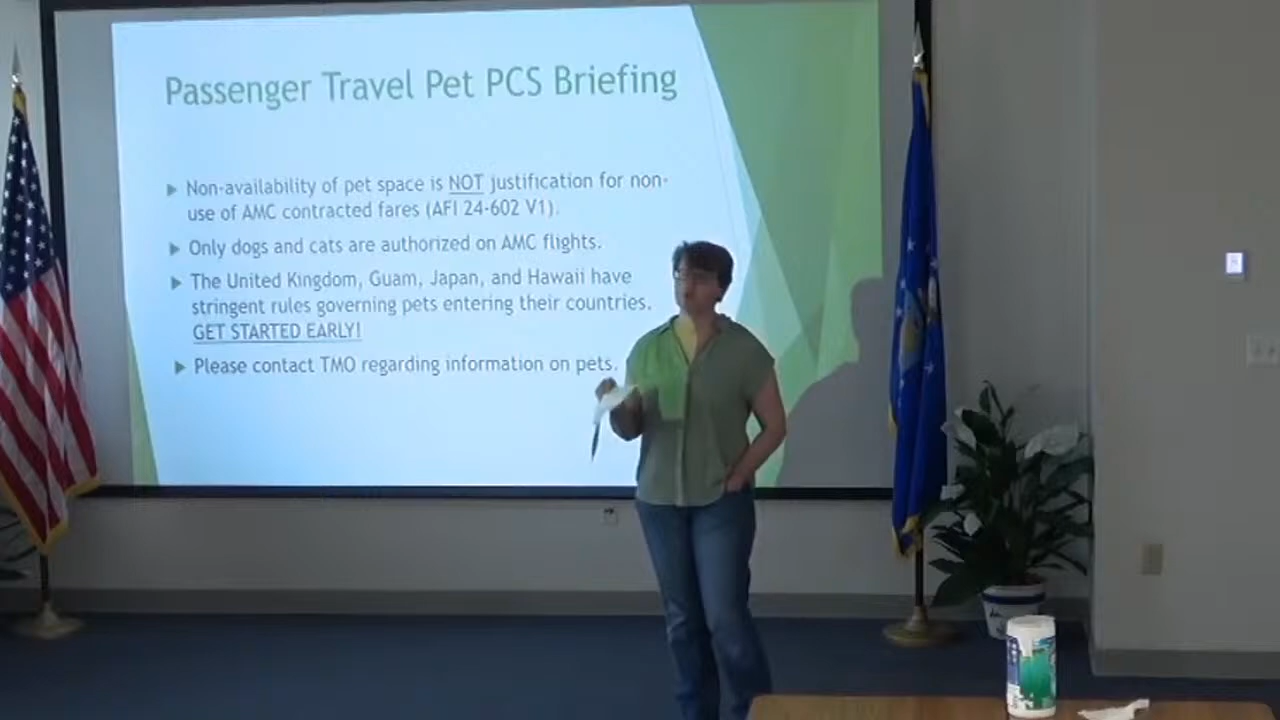 Passenger Travel Pet PCS Briefing
Non-availability of pet space is NOT justification for non-
use of AMC contracted fares (AFI 24-602 V1).
Only dogs and cats are authorized on AMC flights.
The United Kingdom, Guam, Japan, and Hawaii have
stringent rules governing pets entering their countries.
GET STARTED EARLY!
Please contact TMO regarding information on pets.